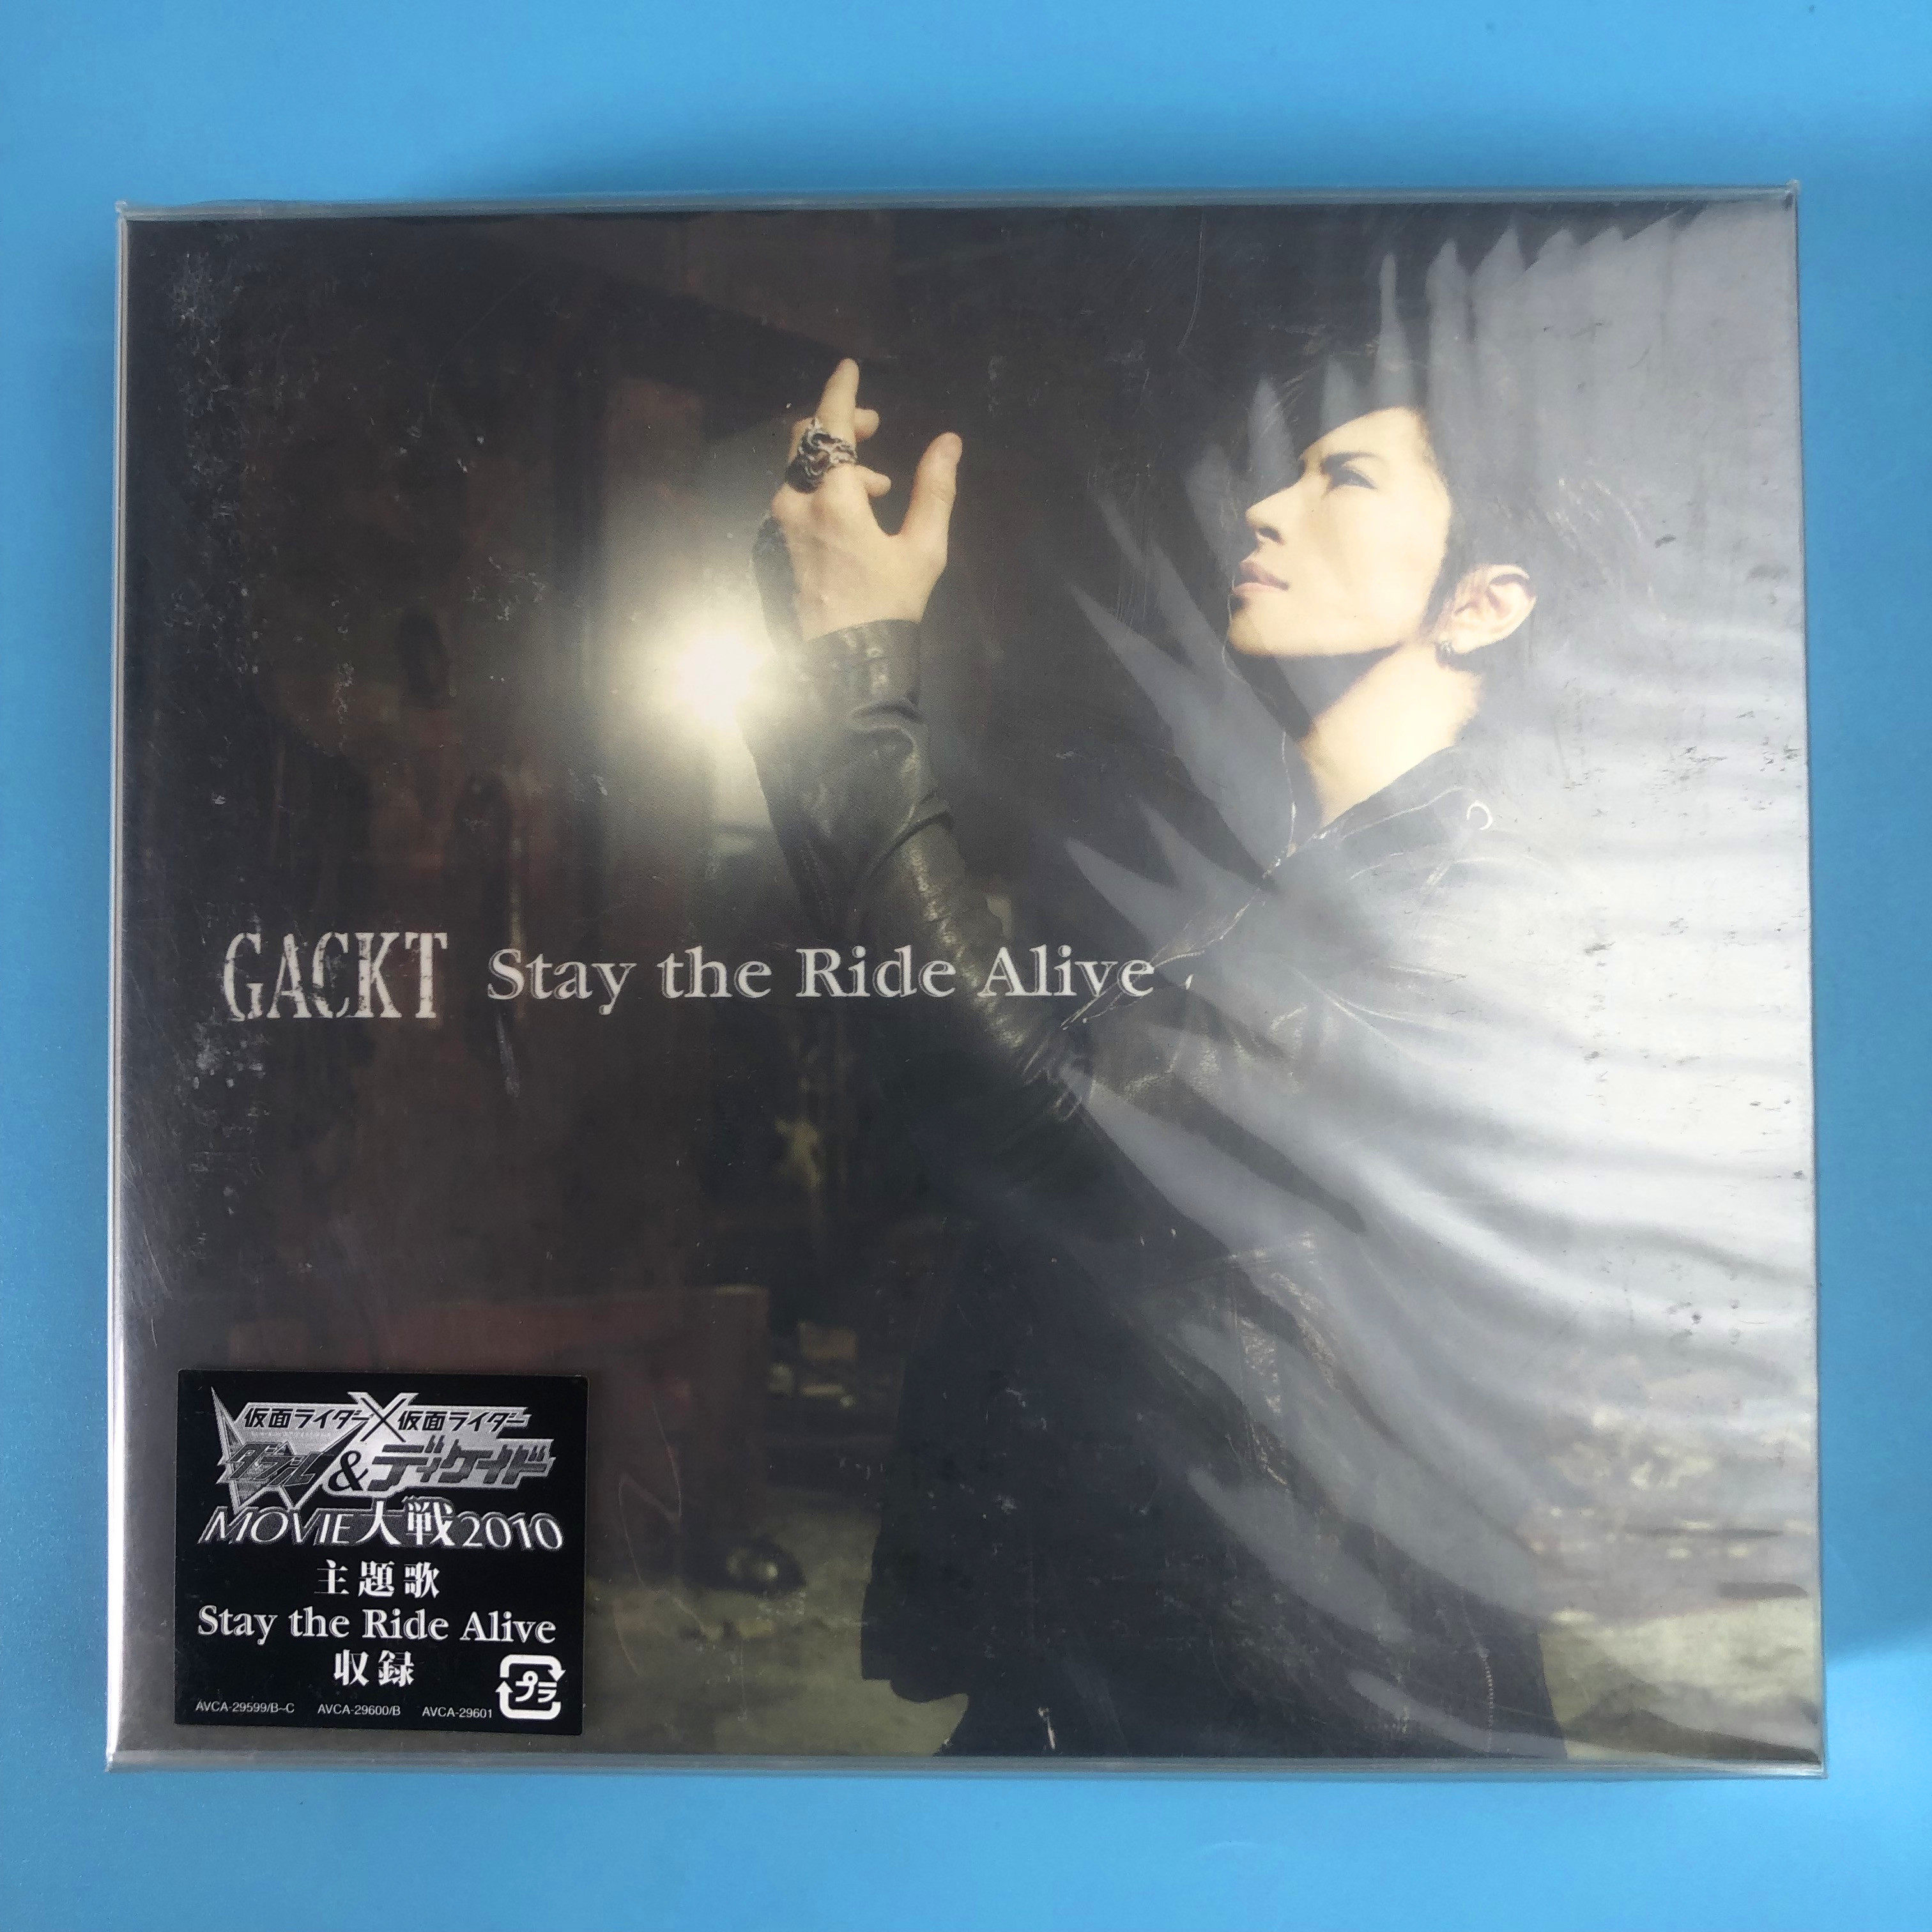 GACKT Stay the Ride Alive
仮面ライダー×仮面ライダー
ダブル&ディケイド
MOVIE大戦2010
主題歌
Stay the Ride Alive
収録
プラ
AVCA-29599/B~C AVCA-29600/B AVCA-29601